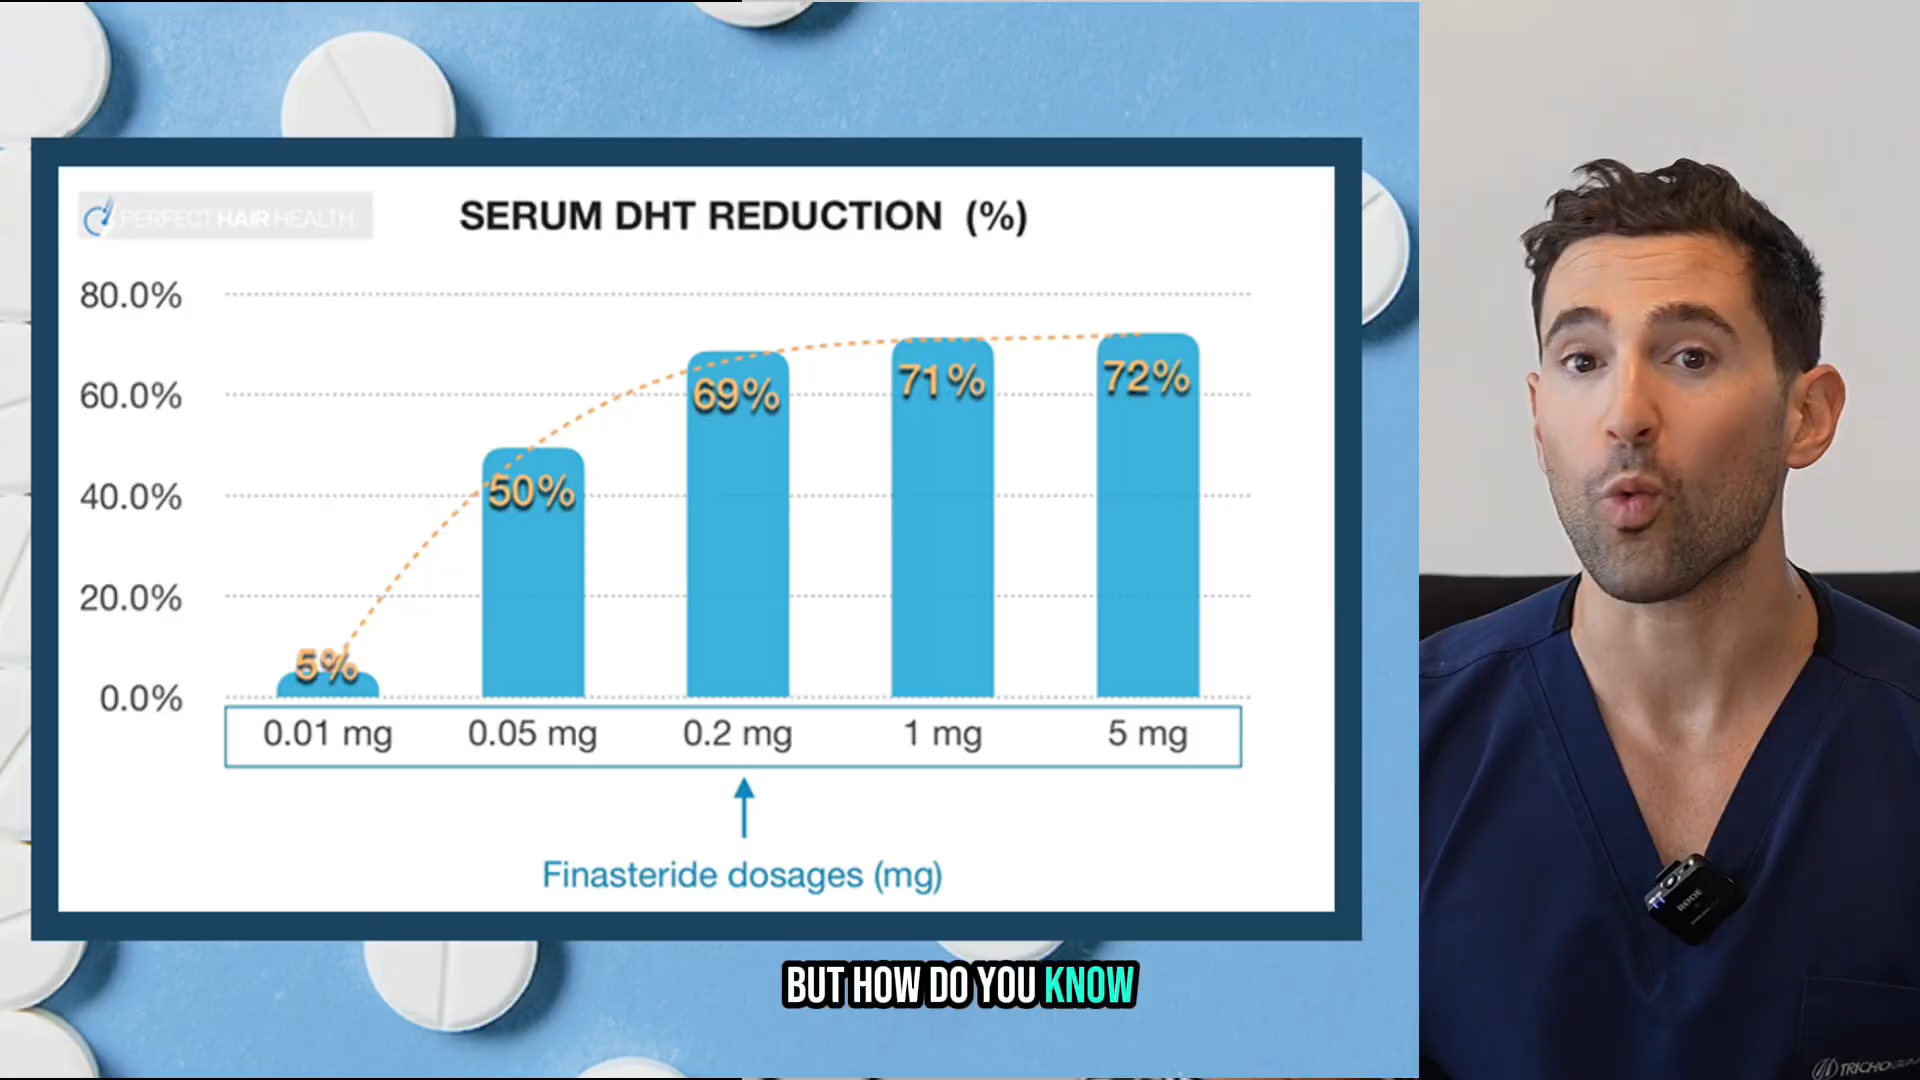 PERFECT HAIR HEALTH
SERUM DHT REDUCTION (%)
80.0%
60.0%
40.0%
20.0%
0.0%
5%
50%
69%
71%
72%
0.01 mg
0.05 mg
0.2 mg
1 mg
5 mg
Finasteride dosages (mg)
BUT HOW DO YOU KNOW
RODE